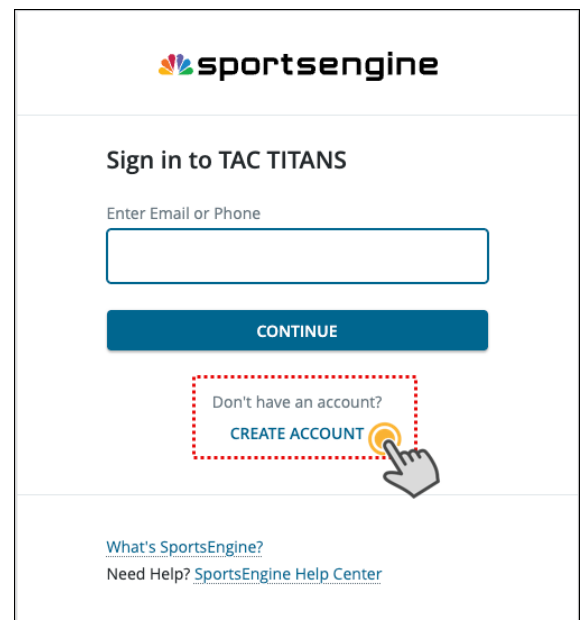 sportsengine
Sign in to TAC TITANS
Enter Email or Phone
CONTINUE
Don't have an account?
CREATE ACCOUNT
What's SportsEngine?
Need Help? SportsEngine Help Center